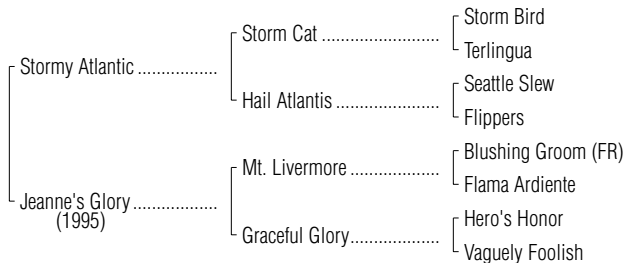 Stormy Atlantic .................
Jeanne's Glory .................
(1995)
Storm Cat ........................
Hail Atlantis .....................
Mt. Livermore ..................
Graceful Glory..................
Storm Bird
Terlingua
Seattle Slew
Flippers
Blushing Groom (FR)
Flama Ardiente
Hero's Honor
Vaguely Foolish